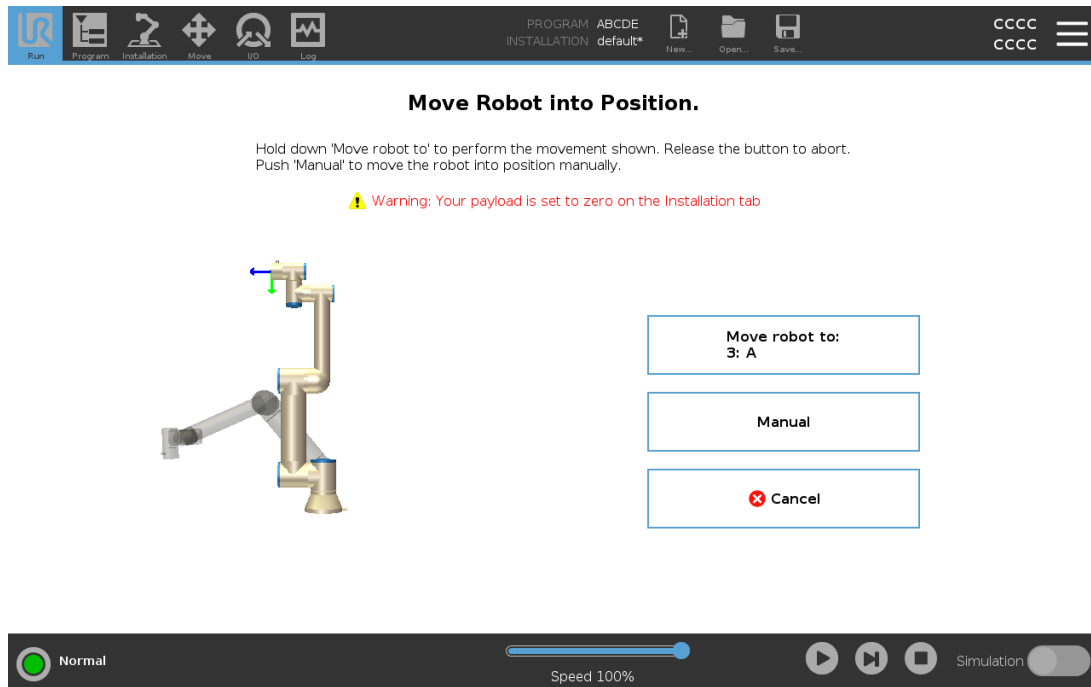 UR
Run
Program
Installation
Move
I/O
Log
PROGRAM ABCDE
INSTALLATION default*
New...
Open...
Save...
CCCC
CCCC
Move Robot into Position.
Hold down 'Move robot to' to perform the movement shown. Release the button to abort.
Push 'Manual' to move the robot into position manually.
Warning: Your payload is set to zero on the Installation tab
Move robot to:
3: A
Manual
Cancel
Normal
Speed 100%
Simulation